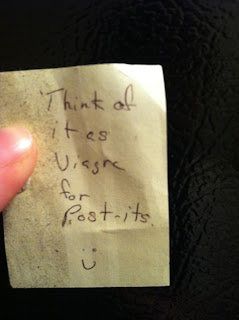 Think of
it as
Viagra
for
Post-its.